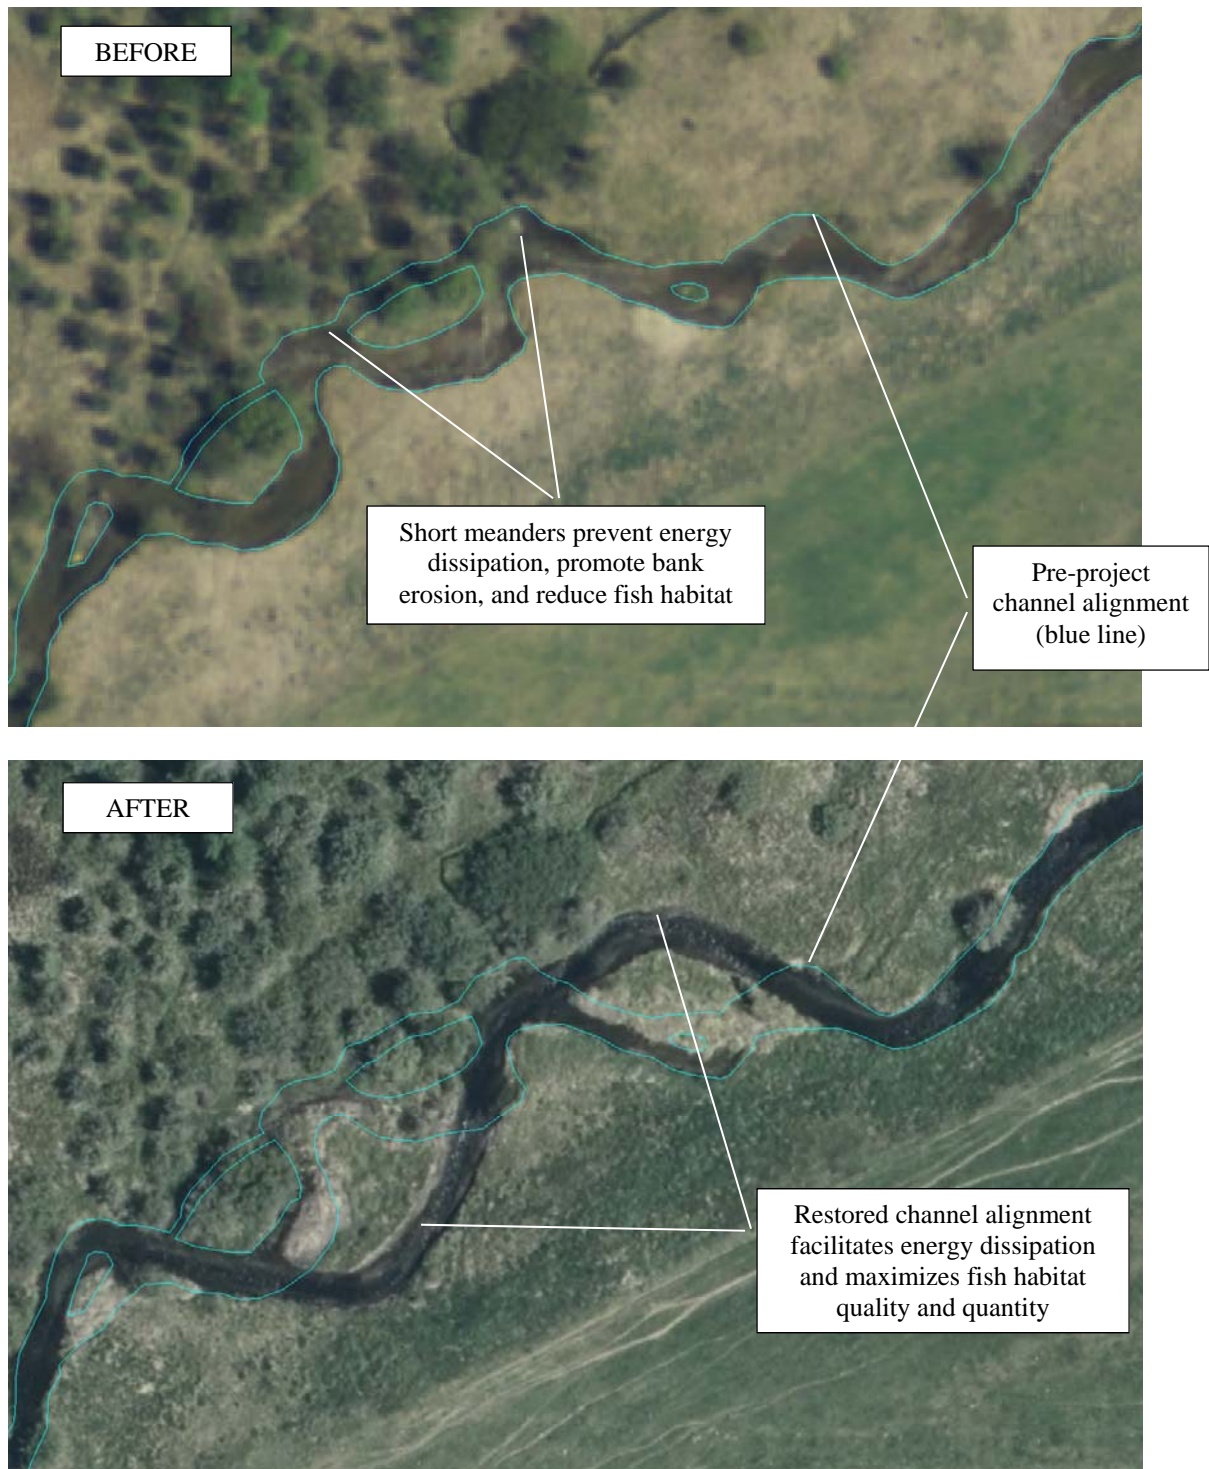 BEFORE
Short meanders prevent energy
dissipation, promote bank
erosion, and reduce fish habitat
Pre-project
channel alignment
(blue line)
AFTER
Restored channel alignment
facilitates energy dissipation
and maximizes fish habitat
quality and quantity